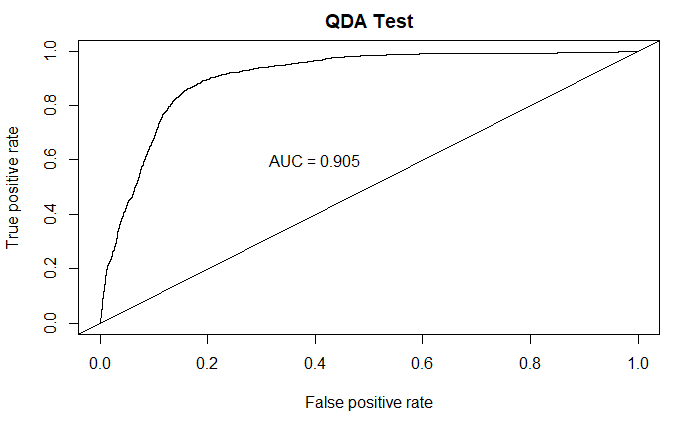 QDA Test
True positive rate
1.0
0.8
0.6
0.4
0.2
0.0
AUC = 0.905
0.0 0.2 0.4 0.6 0.8 1.0
False positive rate